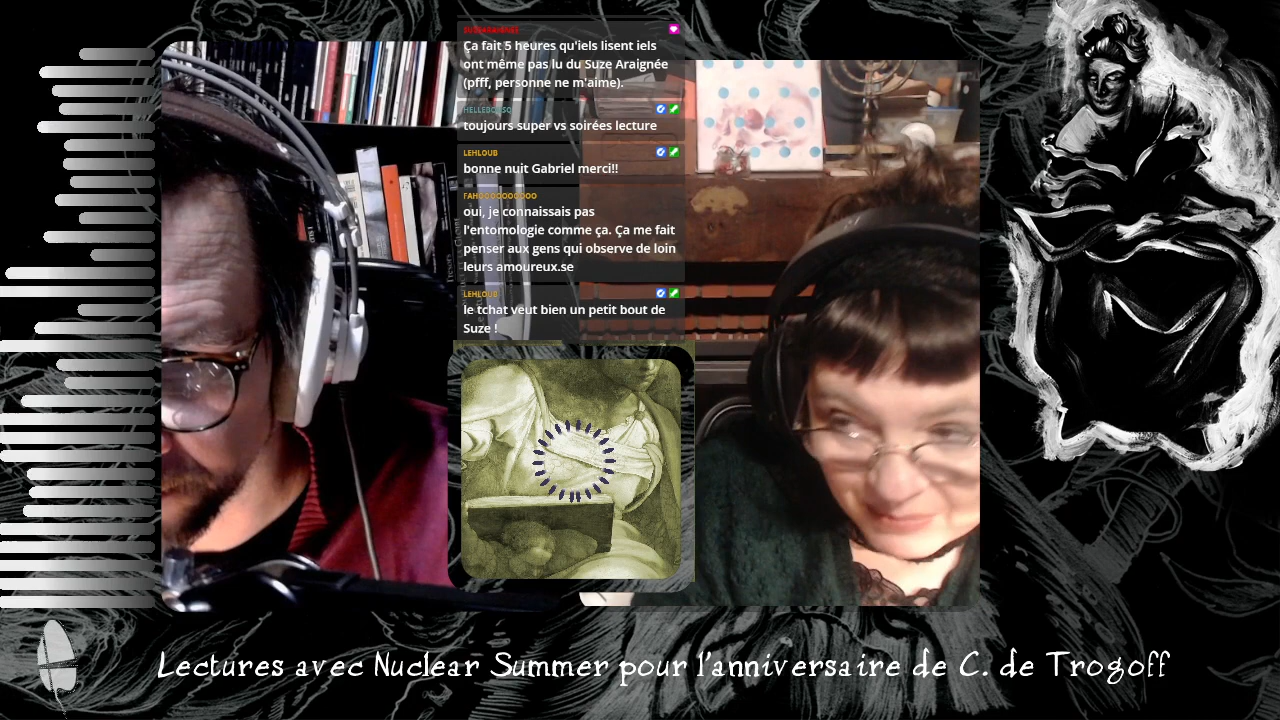 Ça fait 5 heures qu'iels lisent iels
ont même pas lu du Suze Araignée
(pfff, personne ne m'aime).
HELLEBORSO
toujours super vs soirées lecture
LEHLOUB
bonne nuit Gabriel merci!!
FAHOOOOOOOOOO
oui, je connaissais pas
l'entomologie comme ça. Ça me fait
penser aux gens qui observe de loin
leurs amoureux.se
LEHLOUB
le tchat veut bien un petit bout de
Suze !
Lectures avec Nuclear Summer pour l'anniversaire de C. de Trogoff